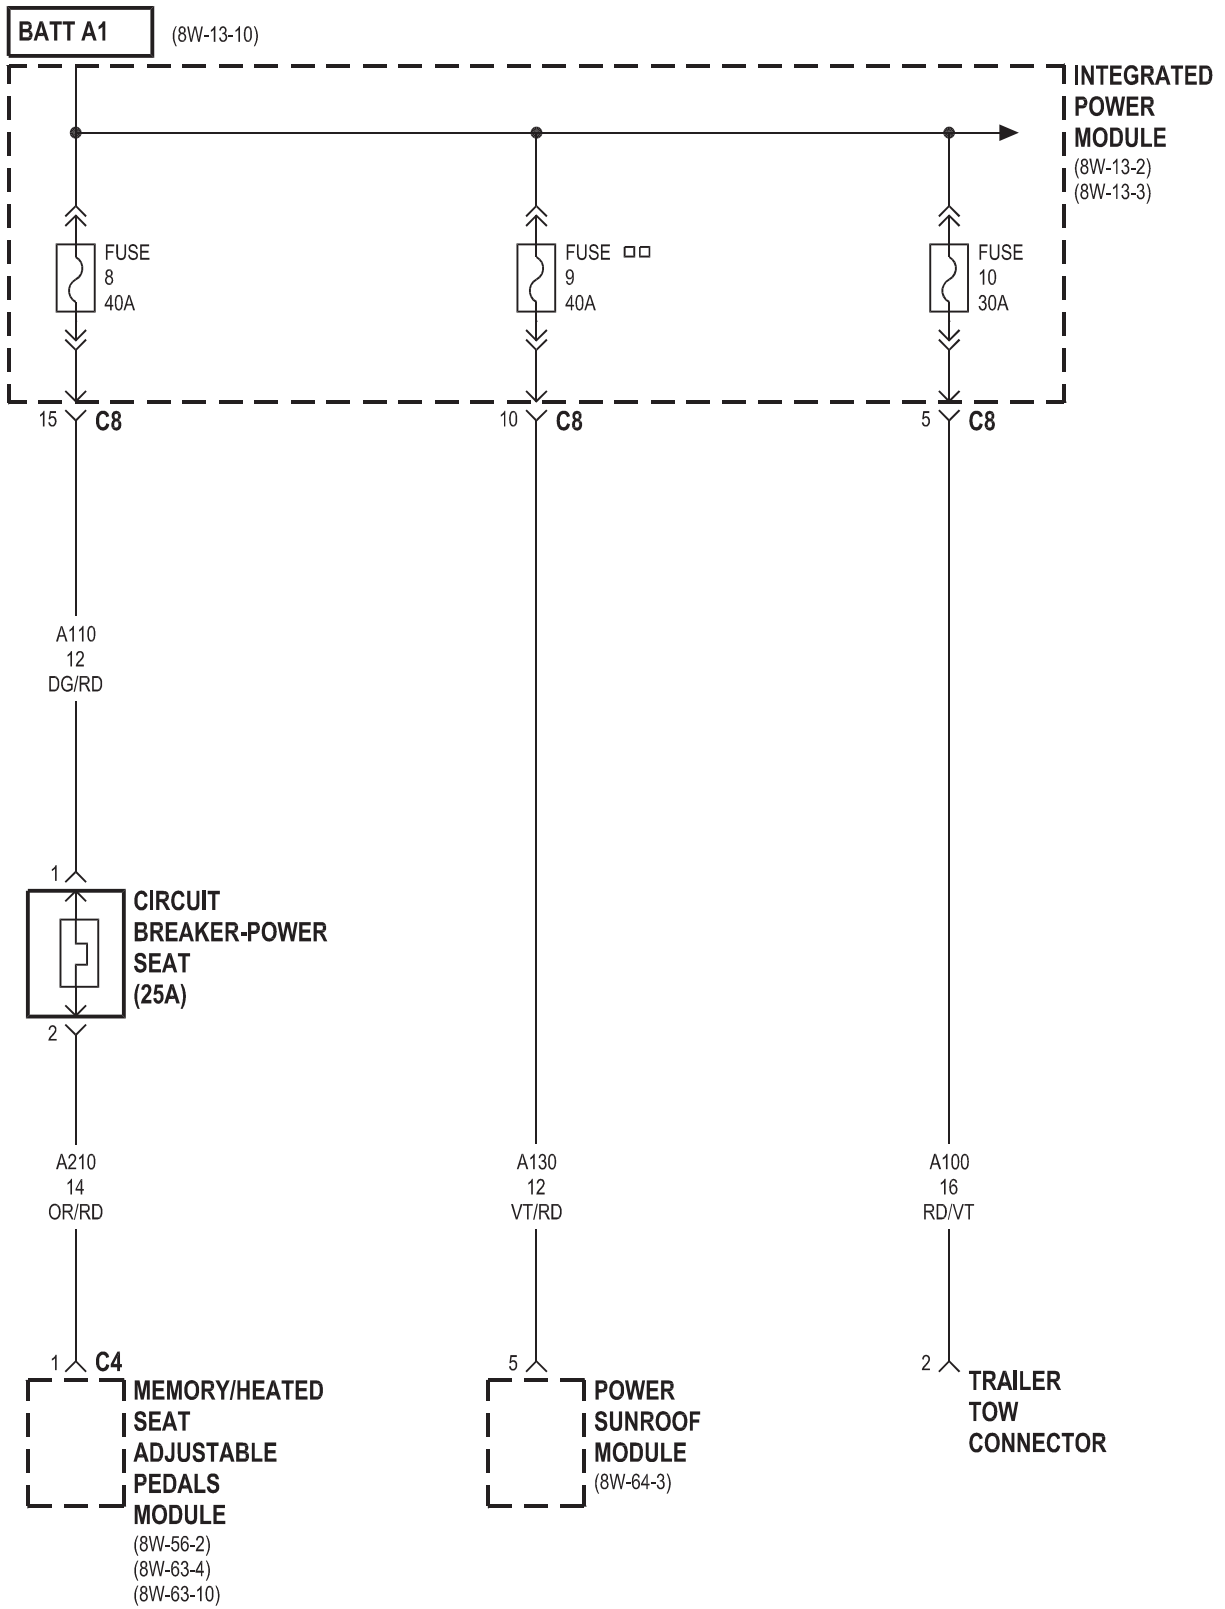 BATT A1
(8W-13-10)
INTEGRATED
POWER
MODULE
(8W-13-2)
(8W-13-3)
FUSE
8
40A
FUSE
9
40A
FUSE
10
30A
15
C8
10
C8
5
C8
A110
12
DG/RD
1
CIRCUIT
BREAKER-POWER
SEAT
(25A)
2
A210
14
OR/RD
A130
12
VT/RD
A100
16
RD/VT
1
C4
MEMORY/HEATED
SEAT
ADJUSTABLE
PEDALS
MODULE
(8W-56-2)
(8W-63-4)
(8W-63-10)
5
POWER
SUNROOF
MODULE
(8W-64-3)
2
TRAILER
TOW
CONNECTOR